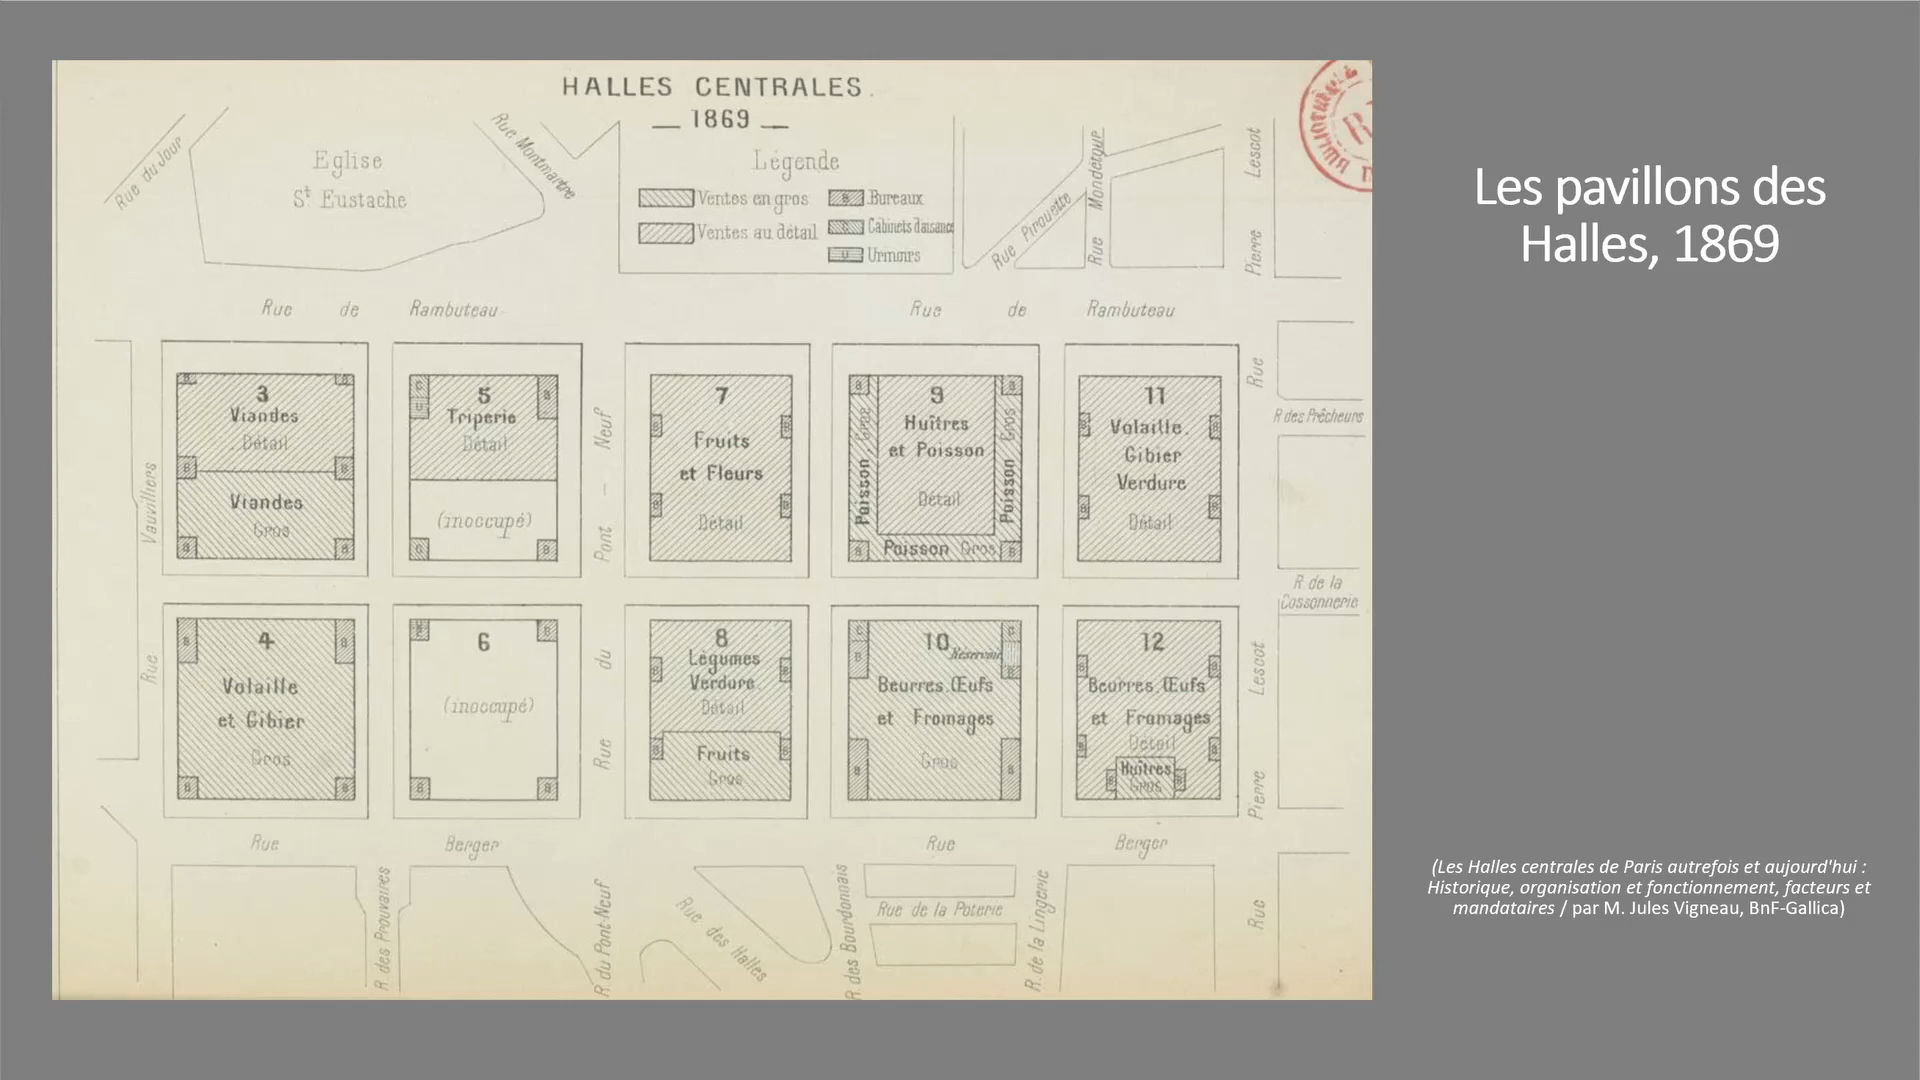 HALLES CENTRALES.
— 1869 —
Rue du Jour
Eglise
St Eustache
Rue Montmartre
Légende
Ventes en gros
Ventes au détail
B Bureaux
C Cabinets d'aisance
U Urinoirs
Rue Pirouette
Rue Mondétour
Rue Pierre Lescot
Les pavillons des
Halles, 1869
Rue de Rambuteau
Rue de Rambuteau
Rue Vauvilliers
3
Viandes
Détail
Viandes
Gros
5
Triperie
Détail
(inoccupé)
Rue du Pont-Neuf
7
Fruits
et Fleurs
Détail
9
Huîtres
et Poisson
Détail
Poisson Gros
Poisson Gros
Poisson Gros
11
Volaille.
Gibier
Verdure
Détail
R des Prêcheurs
R. de la
Cossonnerie
4
Volaille
et Gibier
Gros
6
(inoccupé)
8
Légumes
Verdure.
Détail
Fruits
Gros
10
Réservoir
Beurres. Œufs
et Fromages
Gros
12
Beurres. Œufs
et Fromages
Détail
Huîtres
Gros
Rue Pierre Lescot
Rue Berger
Rue Berger
R. des Prouvaires
R. du Pont-Neuf
Rue des Halles
R. des Bourdonnais
Rue de la Poterie
R. de la Lingerie
(Les Halles centrales de Paris autrefois et aujourd'hui :
Historique, organisation et fonctionnement, facteurs et
mandataires / par M. Jules Vigneau, BnF-Gallica)